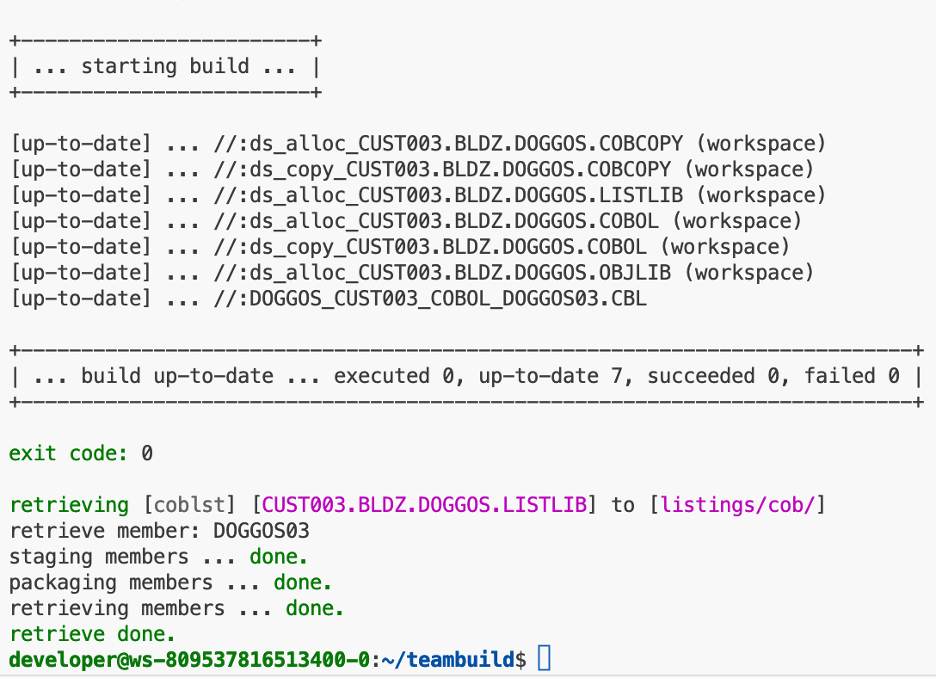 +------------------------+
| ... starting build ... |
+------------------------+
[up-to-date] ... //:ds_alloc_CUST003.BLDZ.DOGGOS.COBCOPY (workspace)
[up-to-date] ... //:ds_copy_CUST003.BLDZ.DOGGOS.COBCOPY (workspace)
[up-to-date] ... //:ds_alloc_CUST003.BLDZ.DOGGOS.LISTLIB (workspace)
[up-to-date] ... //:ds_alloc_CUST003.BLDZ.DOGGOS.COBOL (workspace)
[up-to-date] ... //:ds_copy_CUST003.BLDZ.DOGGOS.COBOL (workspace)
[up-to-date] ... //:ds_alloc_CUST003.BLDZ.DOGGOS.OBJLIB (workspace)
[up-to-date] ... //:DOGGOS_CUST003_COBOL_DOGGOS03.CBL
+--------------------------------------------------------------------------+
| ... build up-to-date ... executed 0, up-to-date 7, succeeded 0, failed 0 |
+--------------------------------------------------------------------------+
exit code: 0
retrieving [coblst] [CUST003.BLDZ.DOGGOS.LISTLIB] to [listings/cob/]
retrieve member: DOGGOS03
staging members ... done.
packaging members ... done.
retrieving members ... done.
retrieve done.
developer@ws-809537816513400-0:~/teambuild$